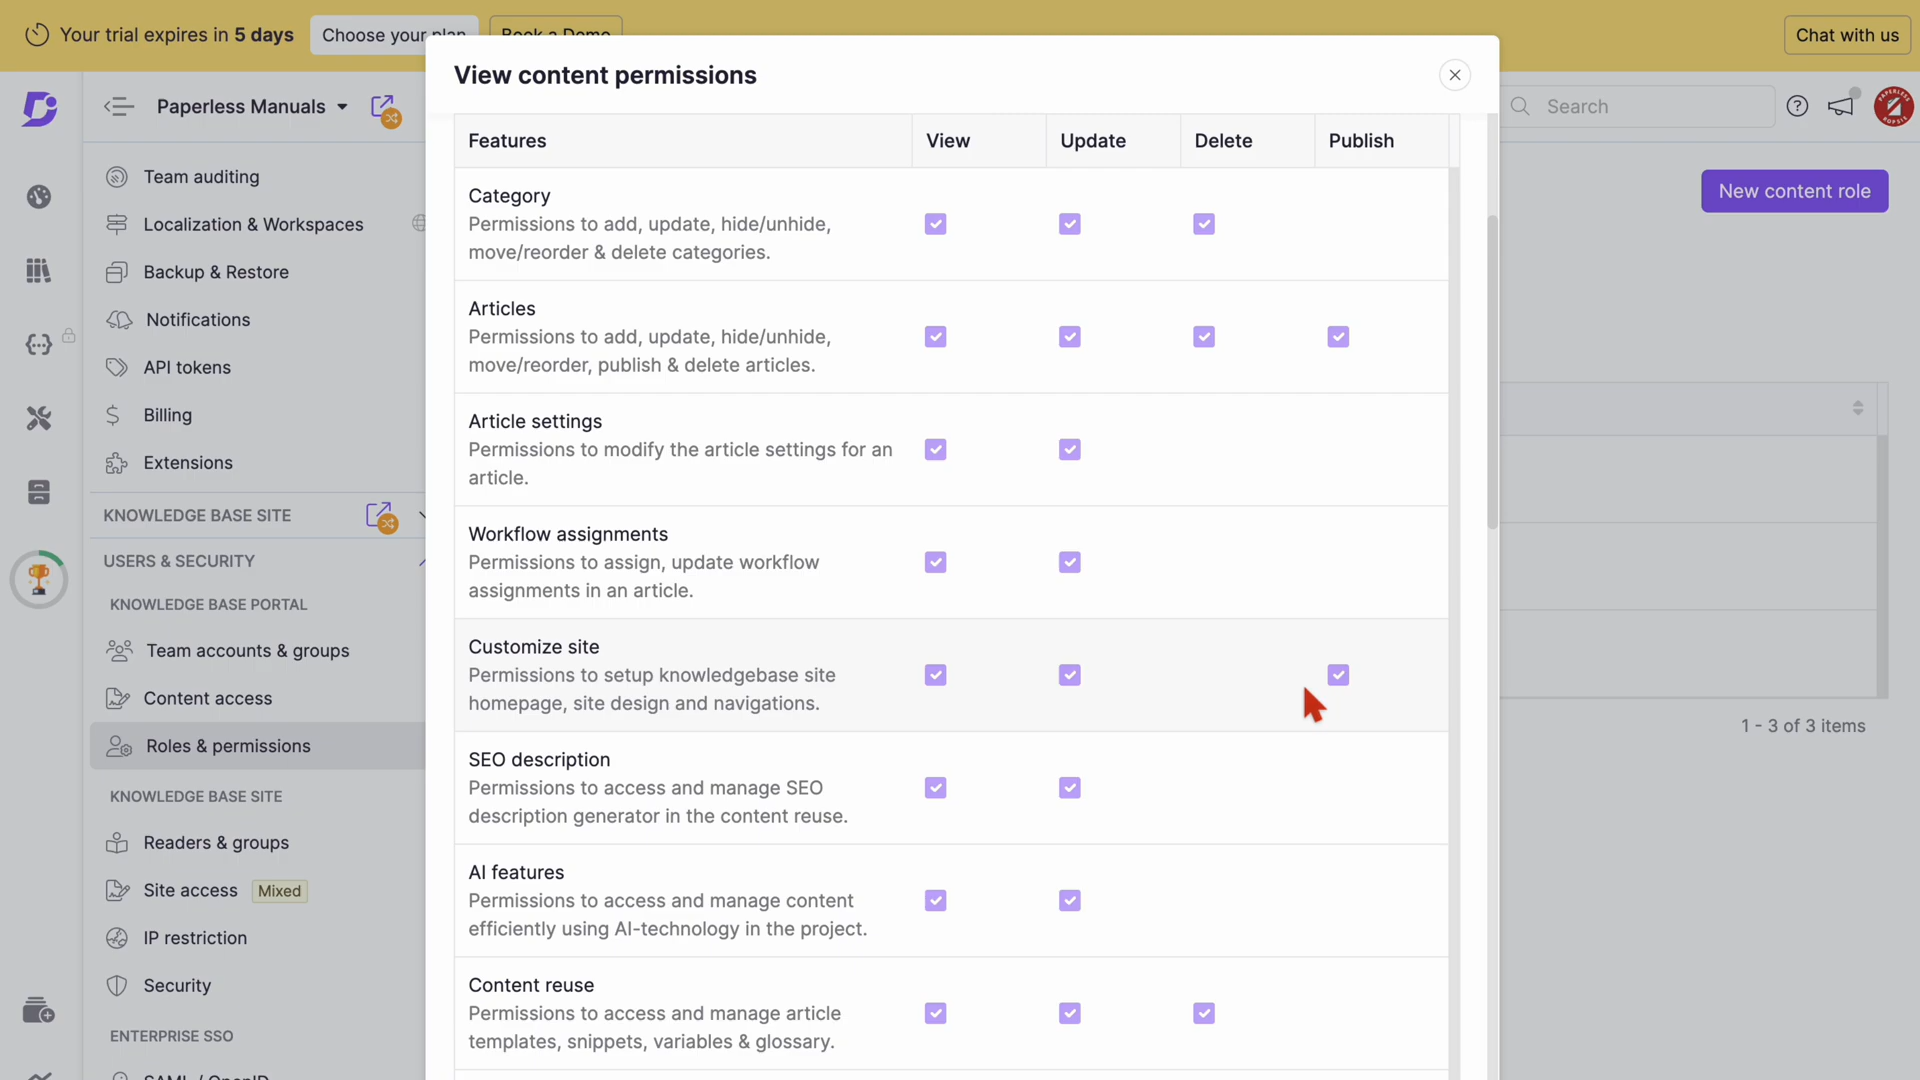 Your trial expires in 5 days
Choose your plan
Book a Demo
Chat with us
Paperless Manuals
Search
Team auditing
Localization & Workspaces
Backup & Restore
Notifications
API tokens
Billing
Extensions
KNOWLEDGE BASE SITE
USERS & SECURITY
KNOWLEDGE BASE PORTAL
Team accounts & groups
Content access
Roles & permissions
KNOWLEDGE BASE SITE
Readers & groups
Site access Mixed
IP restriction
Security
ENTERPRISE SSO
SAML / OpenID
View content permissions
Features View Update Delete Publish
Category
Permissions to add, update, hide/unhide,
move/reorder & delete categories.
Articles
Permissions to add, update, hide/unhide,
move/reorder, publish & delete articles.
Article settings
Permissions to modify the article settings for an
article.
Workflow assignments
Permissions to assign, update workflow
assignments in an article.
Customize site
Permissions to setup knowledgebase site
homepage, site design and navigations.
SEO description
Permissions to access and manage SEO
description generator in the content reuse.
AI features
Permissions to access and manage content
efficiently using AI-technology in the project.
Content reuse
Permissions to access and manage article
templates, snippets, variables & glossary.
New content role
1 - 3 of 3 items